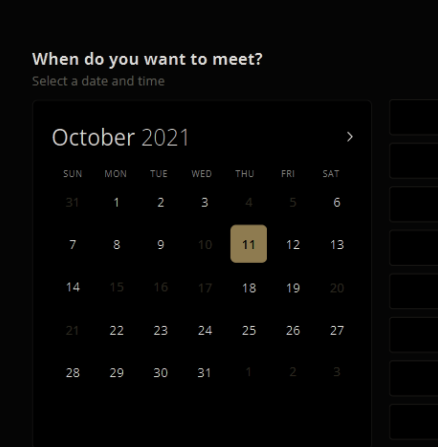 When do you want to meet?
Select a date and time
October 2021 >
SUN MON TUE WED THU FRI SAT
31 1 2 3 4 5 6
7 8 9 10 11 12 13
14 15 16 17 18 19 20
21 22 23 24 25 26 27
28 29 30 31 1 2 3